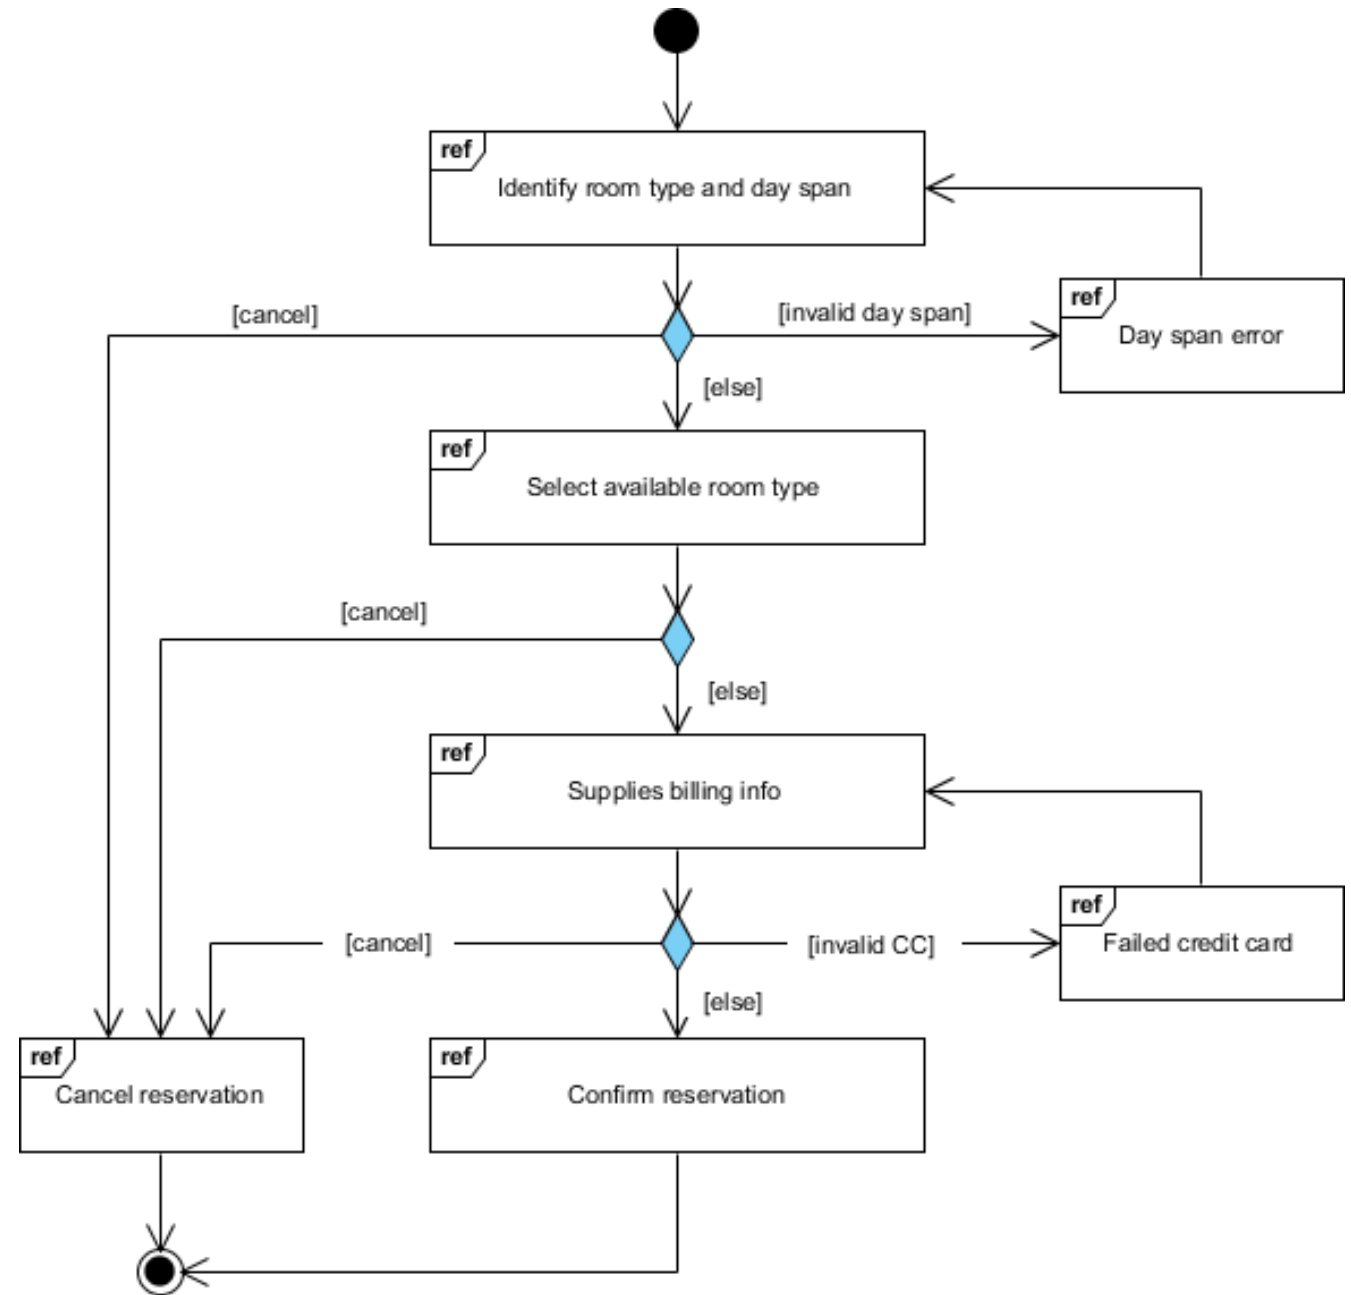 ref
Identify room type and day span
[cancel]
[invalid day span]
ref
Day span error
[else]
ref
Select available room type
[cancel]
[else]
ref
Supplies billing info
[cancel]
[invalid CC]
ref
Failed credit card
[else]
ref
Cancel reservation
ref
Confirm reservation